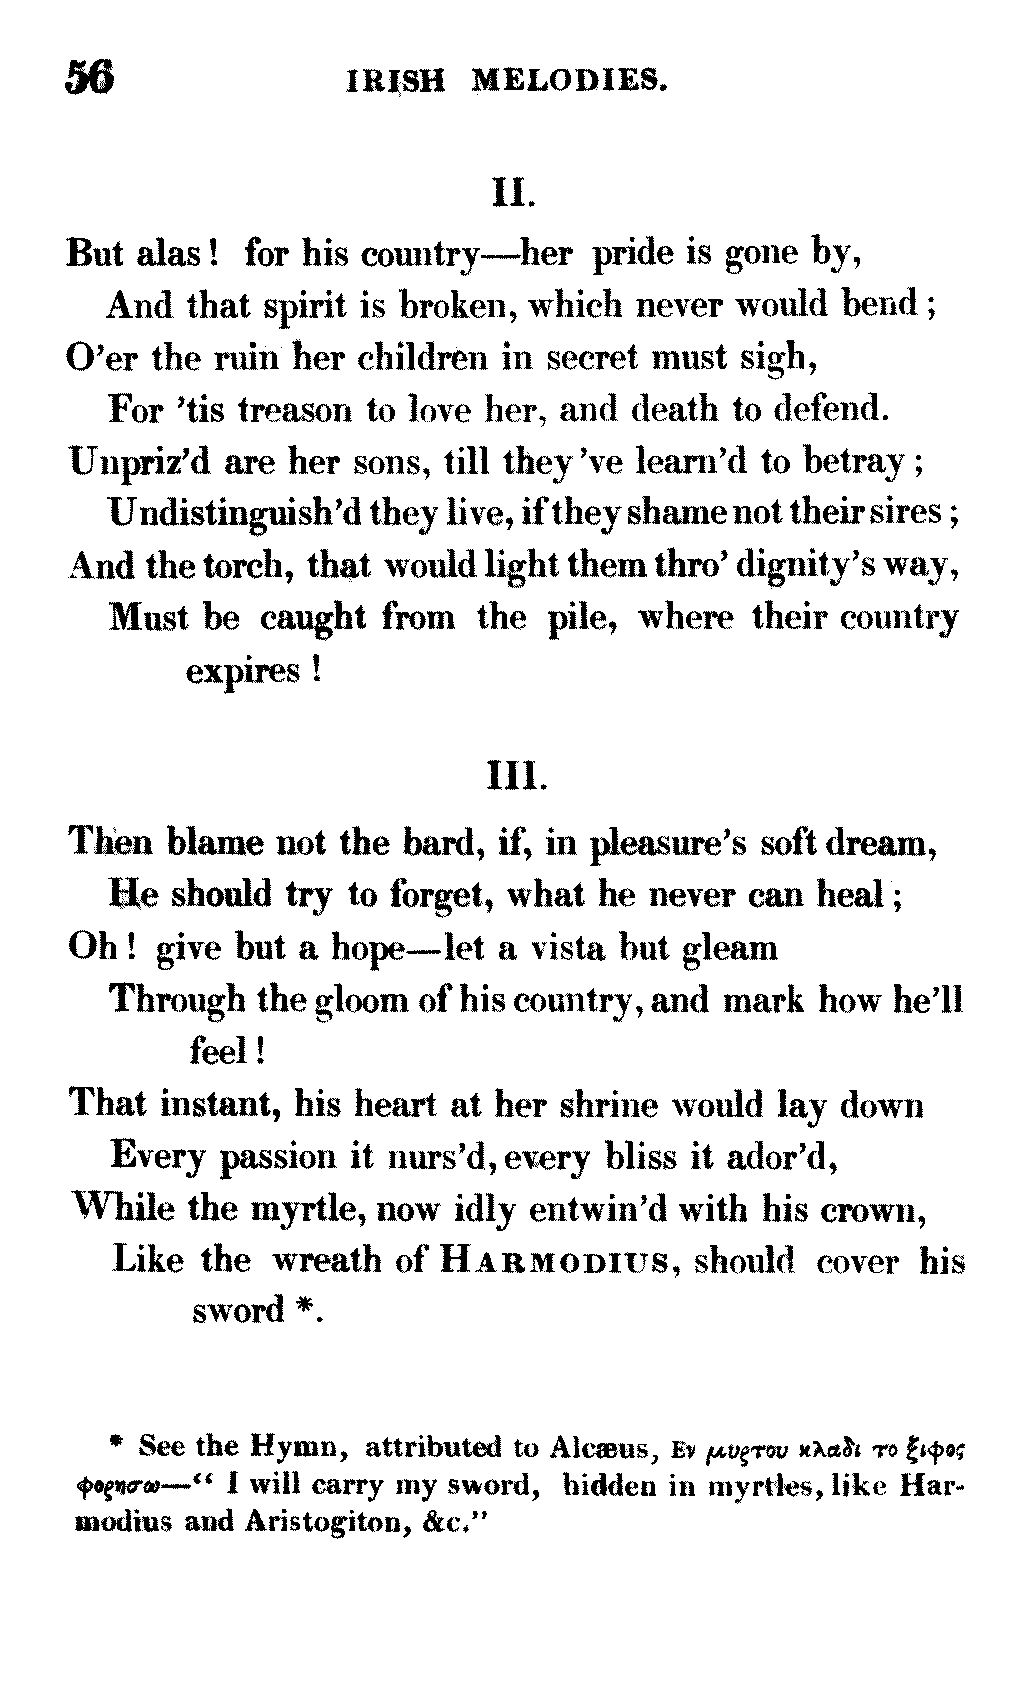 56 IRISH MELODIES.
II.
But alas! for his country—her pride is gone by,
And that spirit is broken, which never would bend;
O'er the ruin her children in secret must sigh,
For 'tis treason to love her, and death to defend.
Unpriz'd are her sons, till they 've learn'd to betray;
Undistinguish'd they live, if they shame not their sires;
And the torch, that would light them thro' dignity's way,
Must be caught from the pile, where their country
expires!
III.
Then blame not the bard, if, in pleasure's soft dream,
He should try to forget, what he never can heal;
Oh! give but a hope—let a vista but gleam
Through the gloom of his country, and mark how he'll
feel!
That instant, his heart at her shrine would lay down
Every passion it nurs'd, every bliss it ador'd,
While the myrtle, now idly entwin'd with his crown,
Like the wreath of HARMODIUS, should cover his
sword *.
* See the Hymn, attributed to Alcæus, Εν μυρτου κλαδι το ξιφος
φορησω—“ I will carry my sword, hidden in myrtles, like Har-
modius and Aristogiton, &c.”